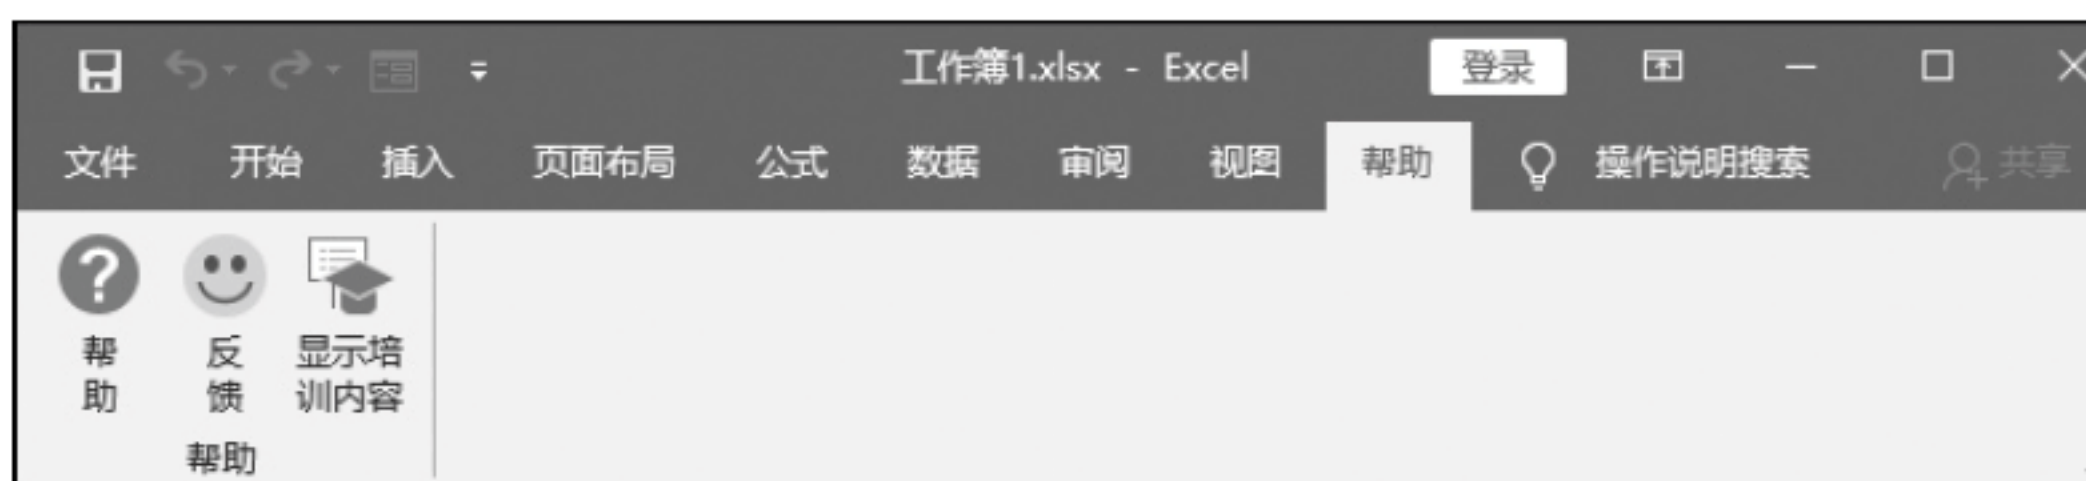 工作簿1.xlsx - Excel 登录
文件 开始 插入 页面布局 公式 数据 审阅 视图 帮助 操作说明搜索 共享
帮助 反馈 显示培训内容
帮助